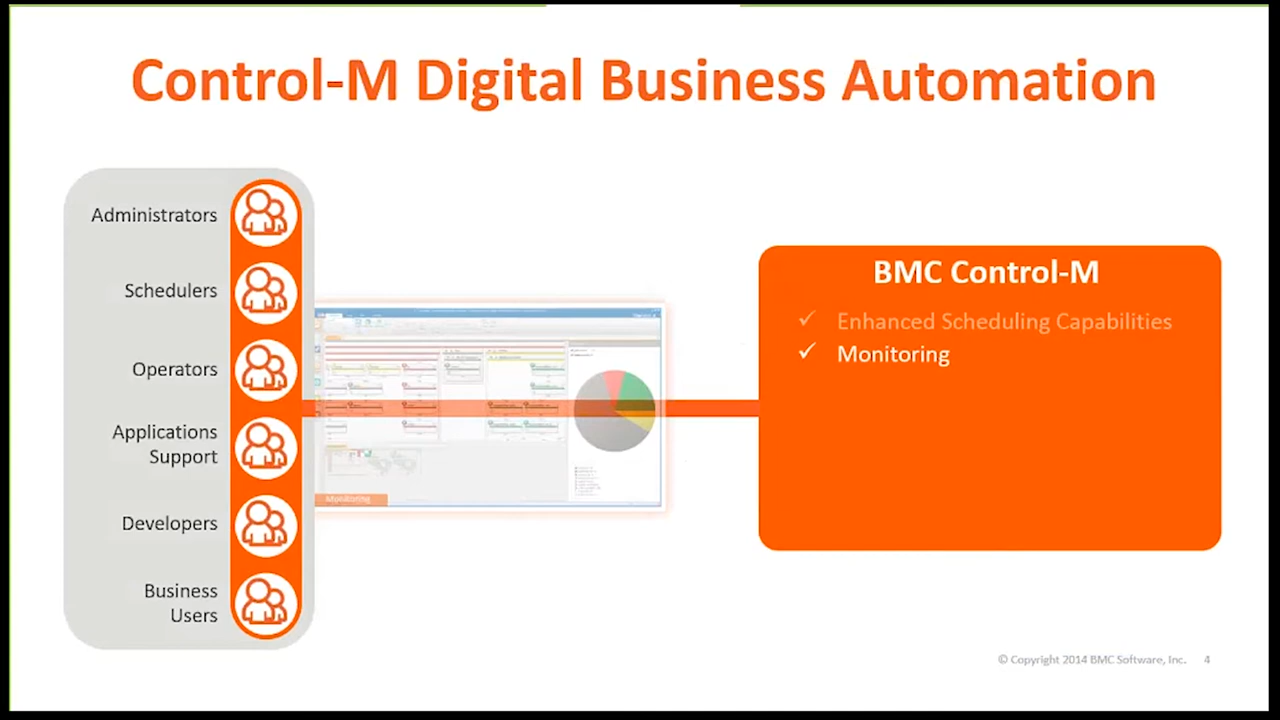 Control-M Digital Business Automation
Administrators
Schedulers
Operators
Applications
Support
Developers
Business
Users
Monitoring
BMC Control-M
✓ Enhanced Scheduling Capabilities
✓ Monitoring
© Copyright 2014 BMC Software, Inc. 4